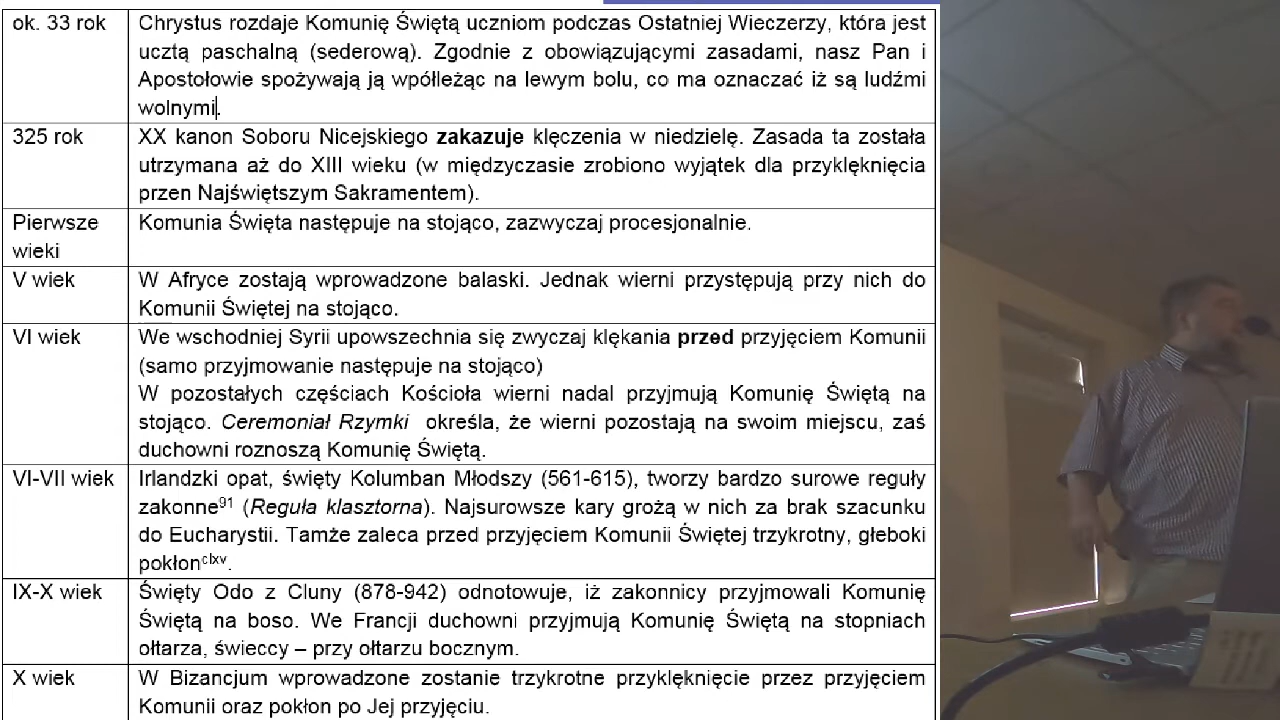 ok. 33 rok
Chrystus rozdaje Komunię Świętą uczniom podczas Ostatniej Wieczerzy, która jest
ucztą paschalną (sederową). Zgodnie z obowiązującymi zasadami, nasz Pan i
Apostołowie spożywają ją wpółleżąc na lewym bolu, co ma oznaczać iż są ludźmi
wolnymi.
325 rok
XX kanon Soboru Nicejskiego zakazuje klęczenia w niedzielę. Zasada ta została
utrzymana aż do XIII wieku (w międzyczasie zrobiono wyjątek dla przyklęknięcia
przen Najświętszym Sakramentem).
Pierwsze
wieki
Komunia Święta następuje na stojąco, zazwyczaj procesjonalnie.
V wiek
W Afryce zostają wprowadzone balaski. Jednak wierni przystępują przy nich do
Komunii Świętej na stojąco.
VI wiek
We wschodniej Syrii upowszechnia się zwyczaj klękania przed przyjęciem Komunii
(samo przyjmowanie następuje na stojąco)
W pozostałych częściach Kościoła wierni nadal przyjmują Komunię Świętą na
stojąco. Ceremoniał Rzymki określa, że wierni pozostają na swoim miejscu, zaś
duchowni roznoszą Komunię Świętą.
VI-VII wiek
Irlandzki opat, święty Kolumban Młodszy (561-615), tworzy bardzo surowe reguły
zakonne91 (Reguła klasztorna). Najsurowsze kary grożą w nich za brak szacunku
do Eucharystii. Tamże zaleca przed przyjęciem Komunii Świętej trzykrotny, głeboki
pokłonclxv.
IX-X wiek
Święty Odo z Cluny (878-942) odnotowuje, iż zakonnicy przyjmowali Komunię
Świętą na boso. We Francji duchowni przyjmują Komunię Świętą na stopniach
ołtarza, świeccy – przy ołtarzu bocznym.
X wiek
W Bizancjum wprowadzone zostanie trzykrotne przyklęknięcie przez przyjęciem
Komunii oraz pokłon po Jej przyjęciu.